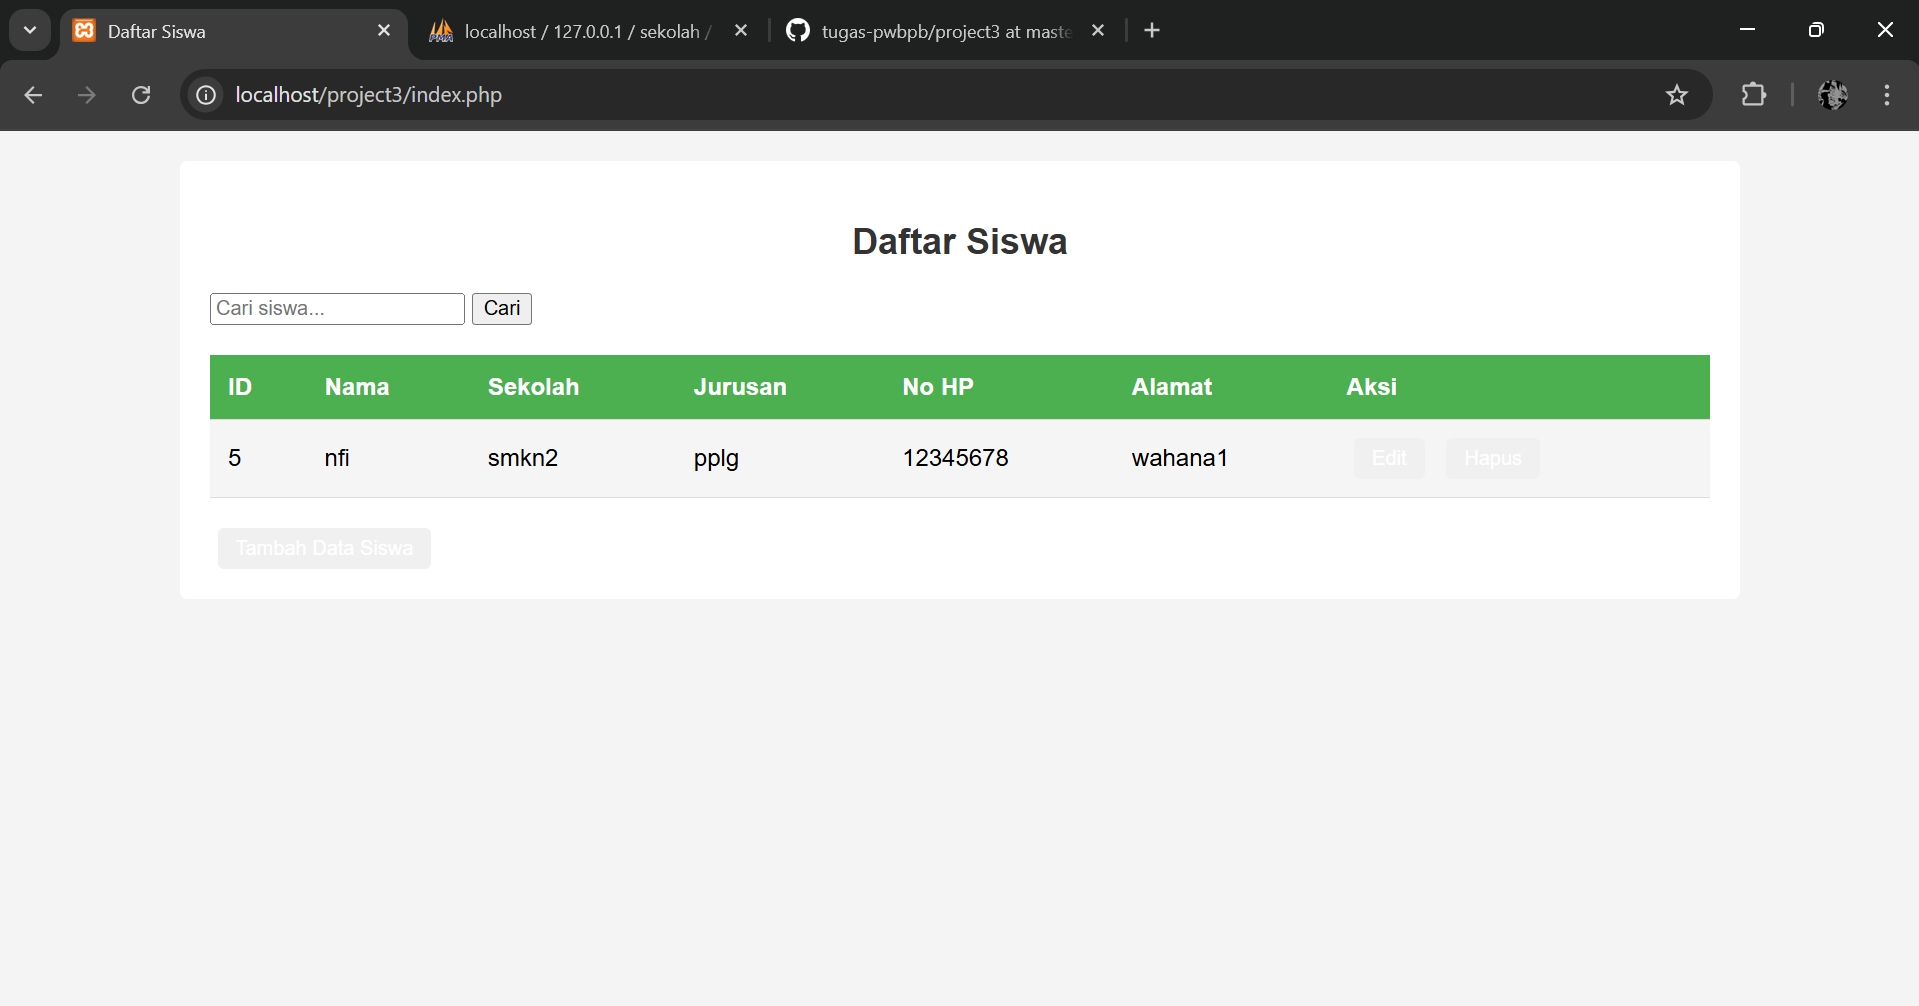 Daftar Siswa
localhost / 127.0.0.1 / sekolah /
tugas-pwbpb/project3 at maste
localhost/project3/index.php
Daftar Siswa
Cari siswa... Cari
ID Nama Sekolah Jurusan No HP Alamat Aksi
5 nfi smkn2 pplg 12345678 wahana1 Edit Hapus
Tambah Data Siswa